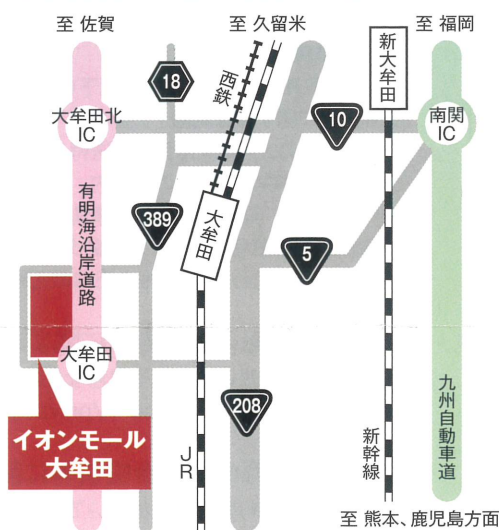 至 佐賀
至 久留米
至 福岡
新大牟田
18
西鉄
大牟田北
IC
10
南関
IC
有明海沿岸道路
389
大牟田
5
大牟田
IC
208
イオンモール
大牟田
JR
新幹線
九州自動車道
至 熊本、鹿児島方面